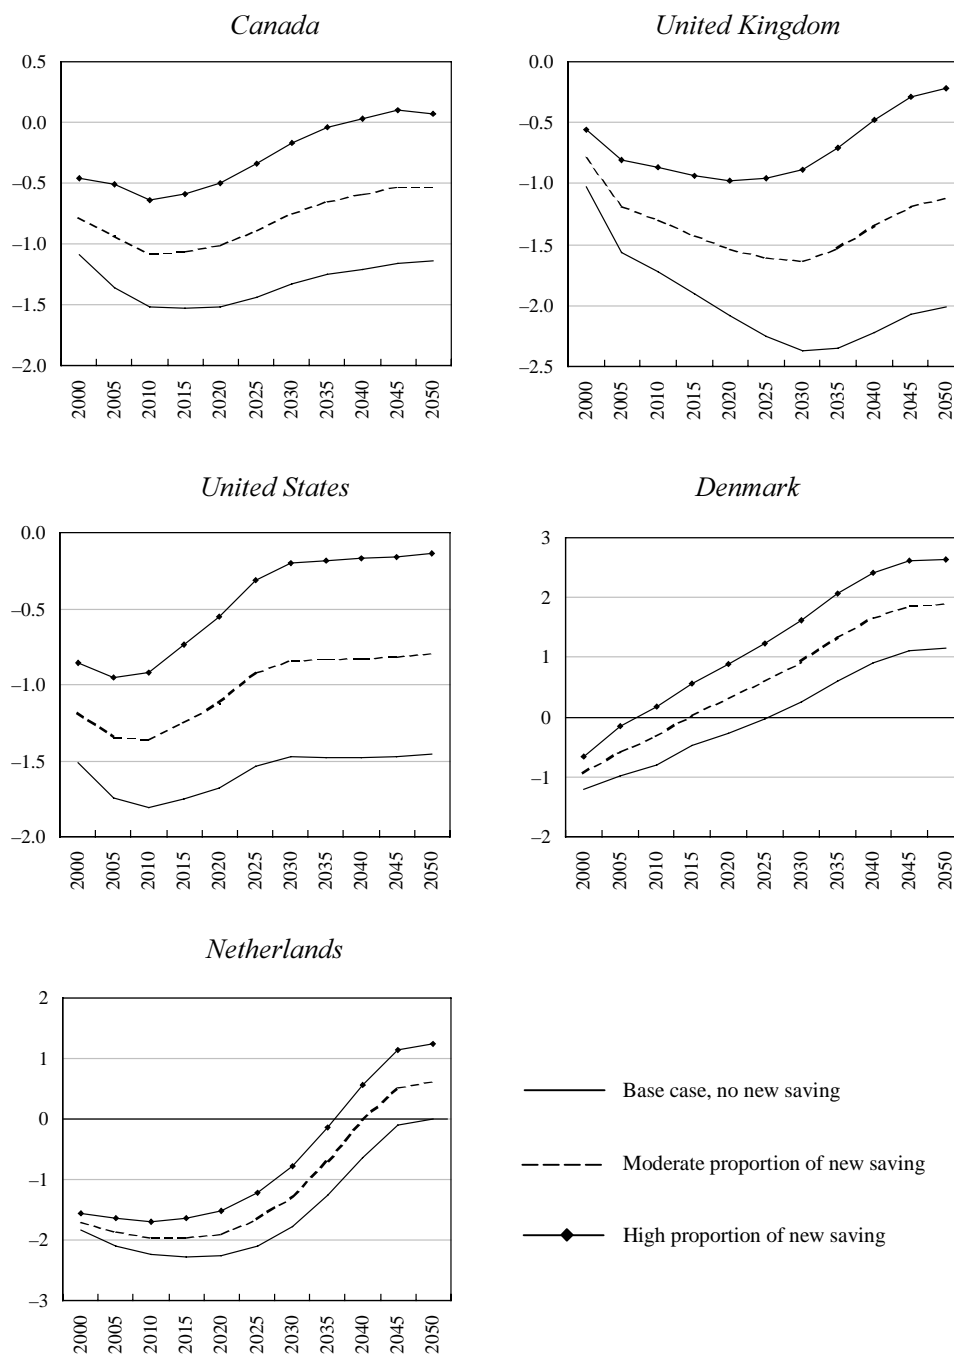 Canada
0.5
0.0
–0.5
–1.0
–1.5
–2.0
2000 2005 2010 2015 2020 2025 2030 2035 2040 2045 2050
United Kingdom
0.0
–0.5
–1.0
–1.5
–2.0
–2.5
2000 2005 2010 2015 2020 2025 2030 2035 2040 2045 2050
United States
0.0
–0.5
–1.0
–1.5
–2.0
2000 2005 2010 2015 2020 2025 2030 2035 2040 2045 2050
Denmark
3
2
1
0
–1
–2
2000 2005 2010 2015 2020 2025 2030 2035 2040 2045 2050
Netherlands
2
1
0
–1
–2
–3
2000 2005 2010 2015 2020 2025 2030 2035 2040 2045 2050
Base case, no new saving
Moderate proportion of new saving
High proportion of new saving